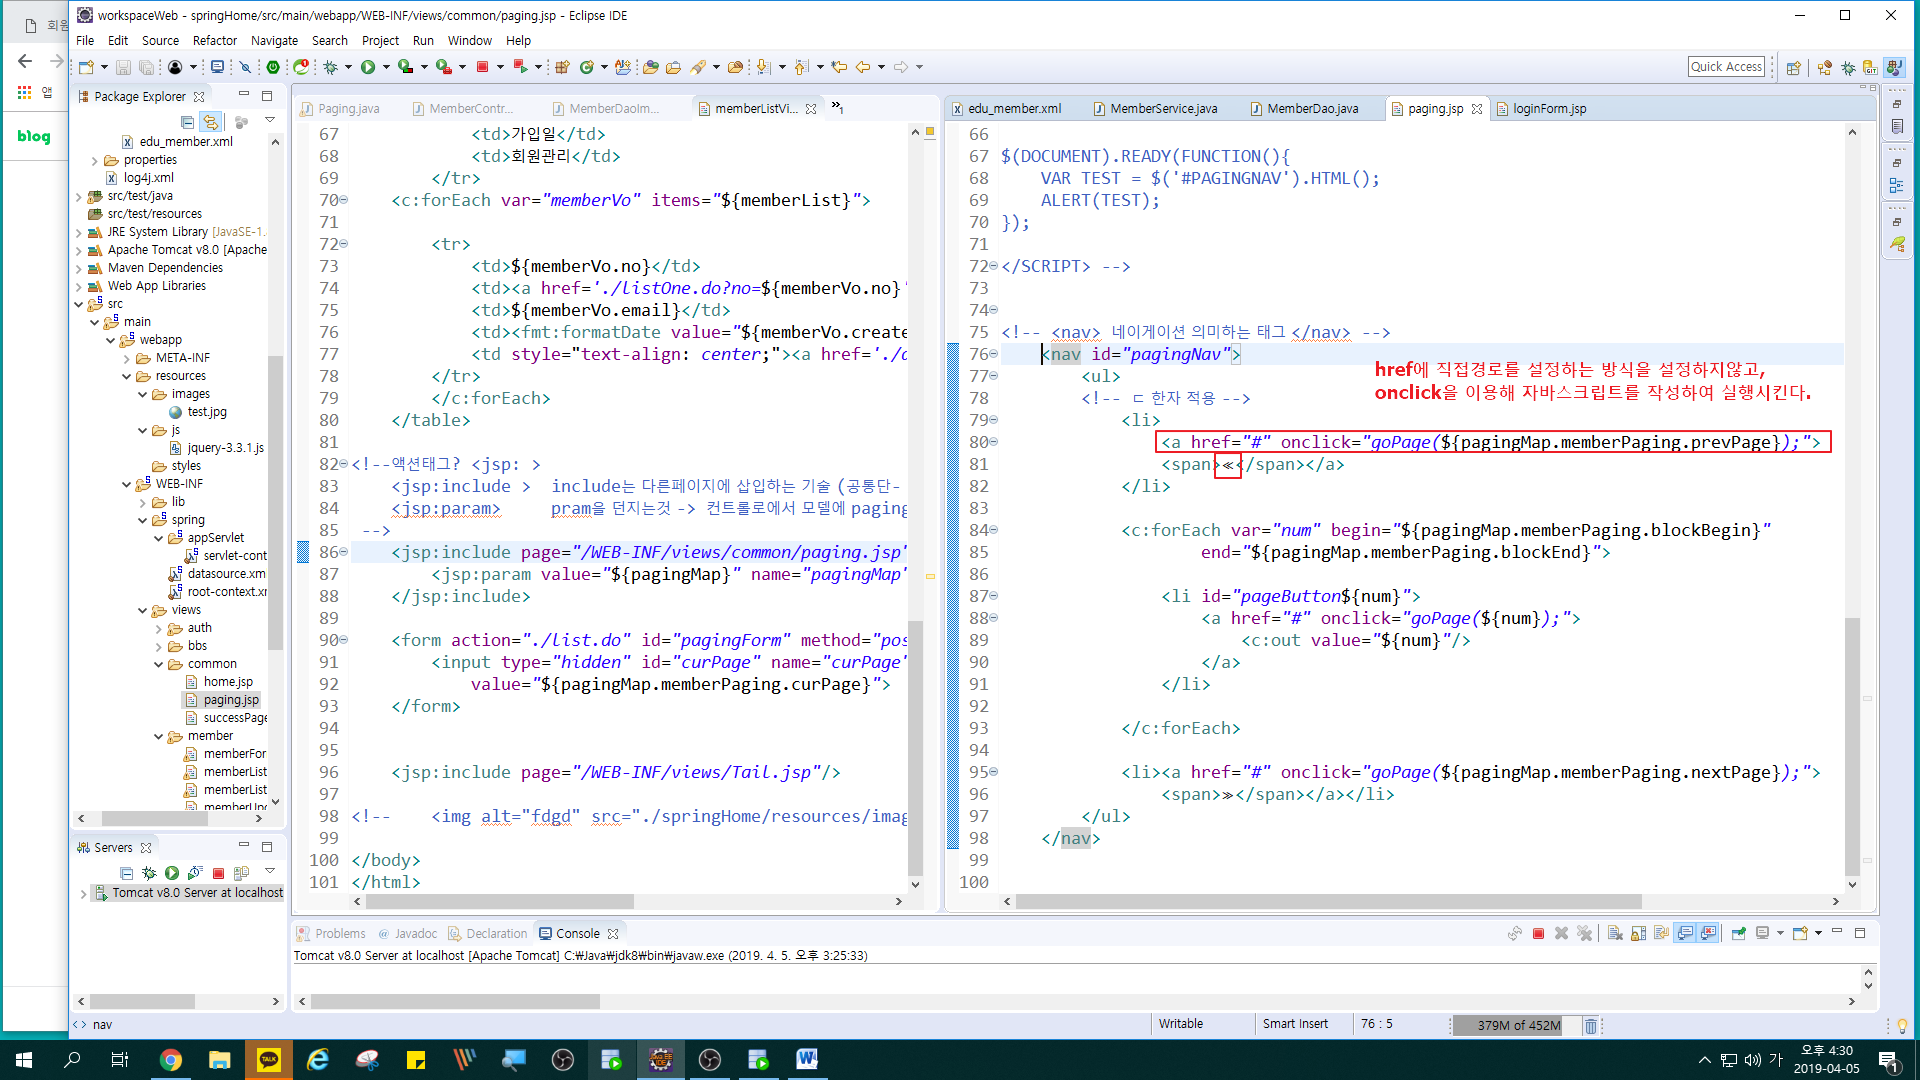 workspaceWeb - springHome/src/main/webapp/WEB-INF/views/common/paging.jsp - Eclipse IDE
회원
File Edit Source Refactor Navigate Search Project Run Window Help
Quick Access
앱
blog
Package Explorer
edu_member.xml
properties
log4j.xml
src/test/java
src/test/resources
JRE System Library [JavaSE-1.
Apache Tomcat v8.0 [Apache
Maven Dependencies
Web App Libraries
src
main
webapp
META-INF
resources
images
test.jpg
js
jquery-3.3.1.js
styles
WEB-INF
lib
spring
appServlet
servlet-cont
datasource.xm
root-context.xr
views
auth
bbs
common
home.jsp
paging.jsp
successPage
member
memberFor
memberList
memberList
memberUpd
Servers
Tomcat v8.0 Server at localhost
Paging.java MemberContr... MemberDaoIm... memberListVi... »1
67 <td>가입일</td>
68 <td>회원관리</td>
69 </tr>
70 <c:forEach var="memberVo" items="${memberList}">
71
72 <tr>
73 <td>${memberVo.no}</td>
74 <td><a href='./listOne.do?no=${memberVo.no}'
75 <td>${memberVo.email}</td>
76 <td><fmt:formatDate value="${memberVo.create
77 <td style="text-align: center;"><a href='./d
78 </tr>
79 </c:forEach>
80 </table>
81
82 <!--액션태그? <jsp: >
83 <jsp:include > include는 다른페이지에 삽입하는 기술 (공통단-
84 <jsp:param> pram을 던지는것 -> 컨트롤로에서 모델에 paging
85 -->
86 <jsp:include page="/WEB-INF/views/common/paging.jsp"
87 <jsp:param value="${pagingMap}" name="pagingMap"
88 </jsp:include>
89
90 <form action="./list.do" id="pagingForm" method="pos
91 <input type="hidden" id="curPage" name="curPage"
92 value="${pagingMap.memberPaging.curPage}">
93 </form>
94
95
96 <jsp:include page="/WEB-INF/views/Tail.jsp"/>
97
98 <!-- <img alt="fdgd" src="./springHome/resources/imag
99
100 </body>
101 </html>
edu_member.xml MemberService.java MemberDao.java paging.jsp loginForm.jsp
66
67 $(DOCUMENT).READY(FUNCTION(){
68 VAR TEST = $('#PAGINGNAV').HTML();
69 ALERT(TEST);
70 });
71
72 </SCRIPT> -->
73
74
75 <!-- <nav> 네이게이션 의미하는 태그 </nav> -->
76 <nav id="pagingNav">
href에 직접경로를 설정하는 방식을 설정하지않고,
77 <ul>
78 <!-- ㄷ 한자 적용 -->
onclick을 이용해 자바스크립트를 작성하여 실행시킨다.
79 <li>
80 <a href="#" onclick="goPage(${pagingMap.memberPaging.prevPage});">
81 <span>≪</span></a>
82 </li>
83
84 <c:forEach var="num" begin="${pagingMap.memberPaging.blockBegin}"
85 end="${pagingMap.memberPaging.blockEnd}">
86
87 <li id="pageButton${num}">
88 <a href="#" onclick="goPage(${num});">
89 <c:out value="${num}"/>
90 </a>
91 </li>
92
93 </c:forEach>
94
95 <li><a href="#" onclick="goPage(${pagingMap.memberPaging.nextPage});">
96 <span>≫</span></a></li>
97 </ul>
98 </nav>
99
100
Problems Javadoc Declaration Console
Tomcat v8.0 Server at localhost [Apache Tomcat] C:₩Java₩jdk8₩bin₩javaw.exe (2019. 4. 5. 오후 3:25:33)
nav
Writable Smart Insert 76 : 5 379M of 452M
TALK
가 오후 4:30
2019-04-05
1